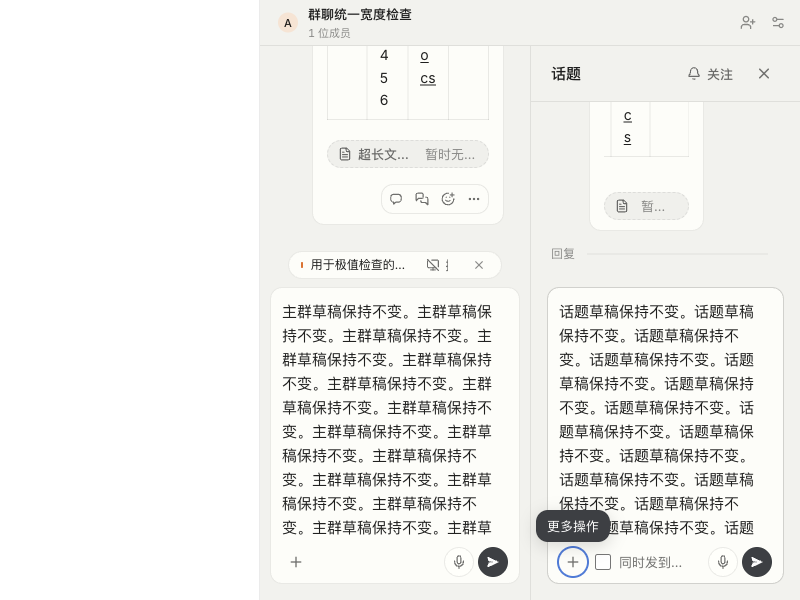 A
群聊统一宽度检查
1 位成员
4
5
6
o
cs
超长文...
暂时无...
用于极值检查的...
主群草稿保持不变。主群草稿保
持不变。主群草稿保持不变。主
群草稿保持不变。主群草稿保持
不变。主群草稿保持不变。主群
草稿保持不变。主群草稿保持不
变。主群草稿保持不变。主群草
稿保持不变。主群草稿保持不
变。主群草稿保持不变。主群草
稿保持不变。主群草稿保持不
变。主群草稿保持不变。主群草
话题
关注
c
s
暂...
回复
话题草稿保持不变。话题草稿
保持不变。话题草稿保持不
变。话题草稿保持不变。话题
草稿保持不变。话题草稿保持
不变。话题草稿保持不变。话
题草稿保持不变。话题草稿保
持不变。话题草稿保持不变。
话题草稿保持不变。话题草稿
保持不变。话题草稿保持不
题草稿保持不变。话题
更多操作
同时发到...